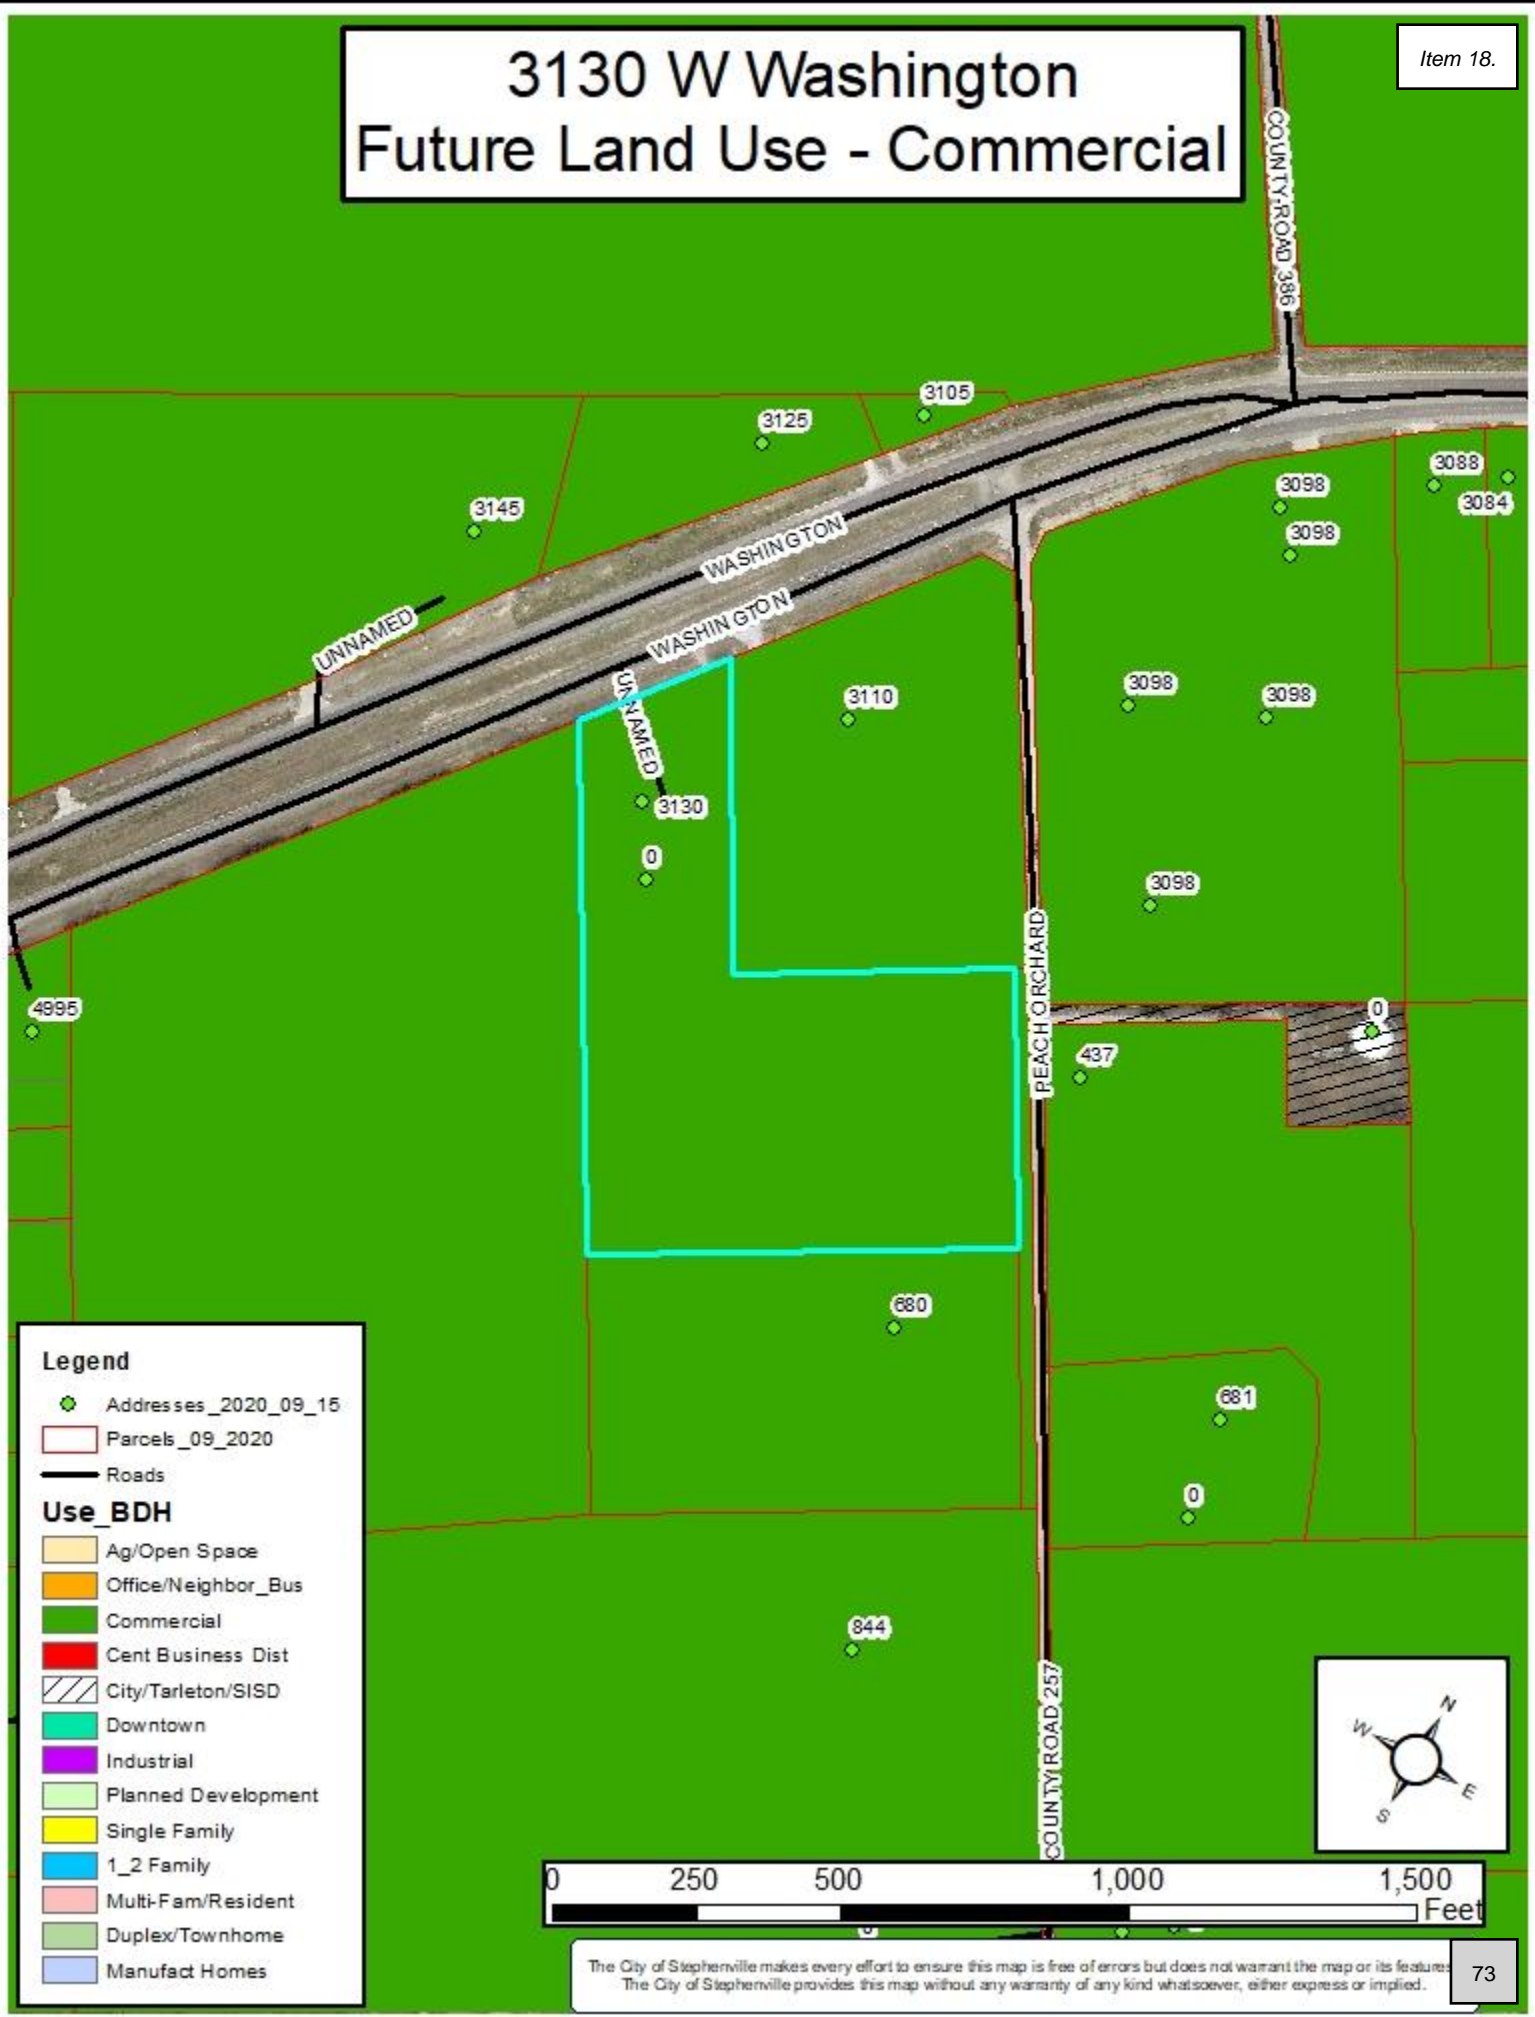 3130 W Washington
Future Land Use - Commercial
Item 18.
COUNTY ROAD 386
3105
3125
3145
3088
3084
3098
3098
WASHINGTON
WASHINGTON
UNNAMED
UNNAMED
3110
3098
3098
3130
0
3098
PEACH ORCHARD
4995
0
437
680
681
0
844
COUNTY ROAD 257
Legend
Addresses_2020_09_15
Parcels_09_2020
Roads
Use_BDH
Ag/Open Space
Office/Neighbor_Bus
Commercial
Cent Business Dist
City/Tarleton/SISD
Downtown
Industrial
Planned Development
Single Family
1_2 Family
Multi-Fam/Resident
Duplex/Townhome
Manufact Homes
N
W
E
S
0 250 500 1,000 1,500
Feet
The City of Stephenville makes every effort to ensure this map is free of errors but does not warrant the map or its features
The City of Stephenville provides this map without any warranty of any kind whatsoever, either express or implied.
73